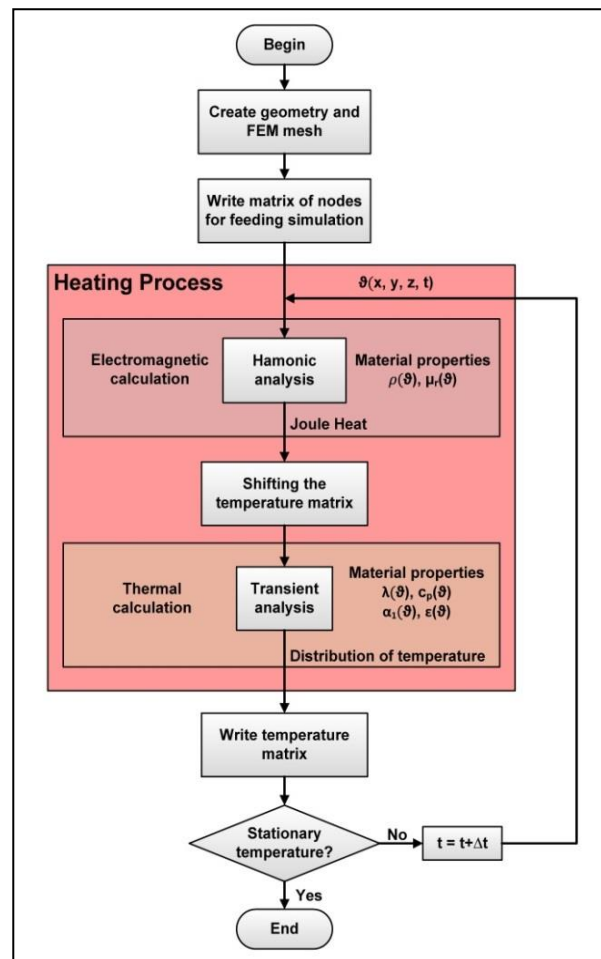 Begin
Create geometry and
FEM mesh
Write matrix of nodes
for feeding simulation
Heating Process
ϑ(x, y, z, t)
Electromagnetic
calculation
Hamonic
analysis
Material properties
ρ(ϑ), μr(ϑ)
Joule Heat
Shifting the
temperature matrix
Thermal
calculation
Transient
analysis
Material properties
λ(ϑ), cp(ϑ)
α1(ϑ), ε(ϑ)
Distribution of temperature
Write temperature
matrix
Stationary
temperature?
No
t = t+Δt
Yes
End